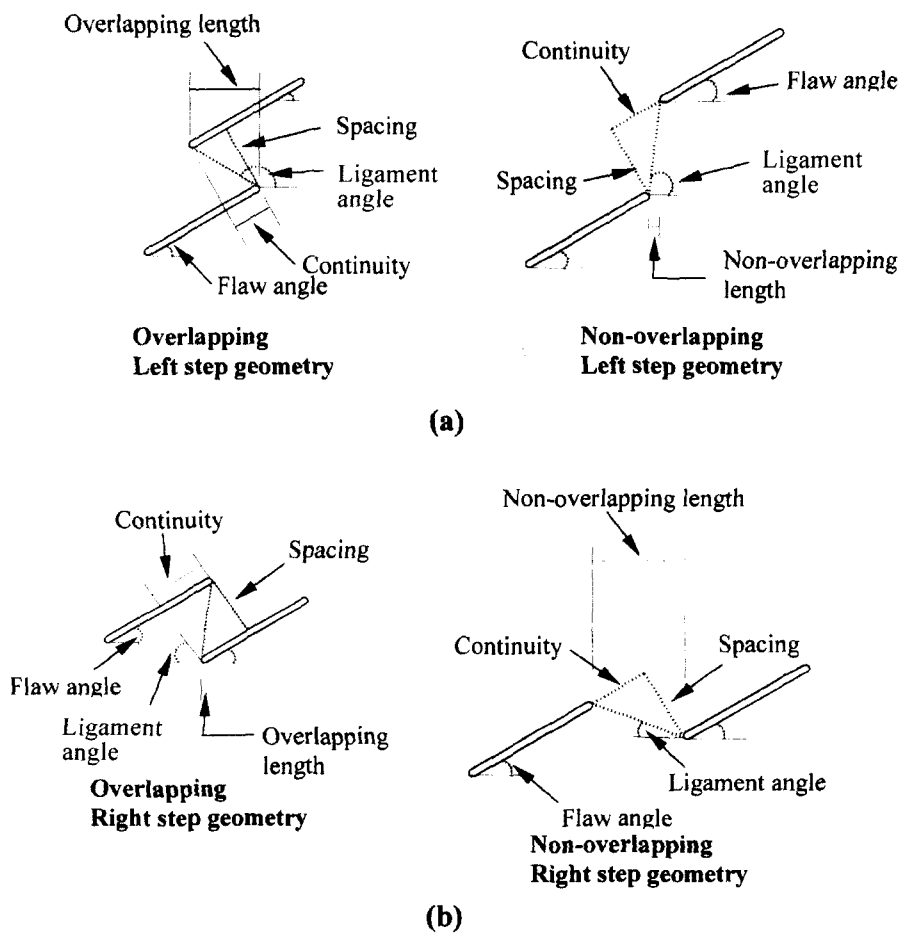 Overlapping
length
Spacing
Ligament
angle
Continuity
Flaw angle
Overlapping
Left step geometry
Continuity
Flaw angle
Ligament
angle
Spacing
Non-overlapping
length
Non-overlapping
Left step geometry
(a)
Continuity
Spacing
Flaw angle
Ligament
angle
Overlapping
length
Overlapping
Right step geometry
Non-overlapping length
Continuity
Spacing
Ligament angle
Flaw angle
Non-overlapping
Right step geometry
(b)